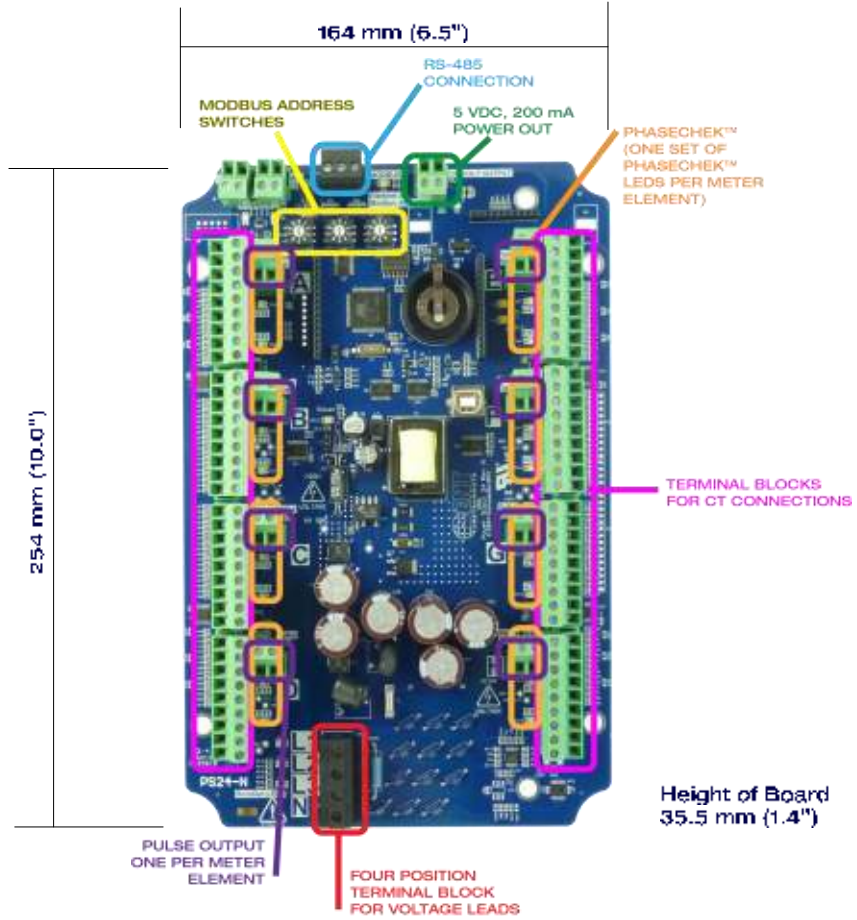 164 mm (6.5")
RS-485
CONNECTION
MODBUS ADDRESS
SWITCHES
5 VDC, 200 mA
POWER OUT
PHASECHEK™
(ONE SET OF
PHASECHEK™
LEDS PER METER
ELEMENT)
254 mm (10.0")
A
B
C
D
G
TERMINAL BLOCKS
FOR CT CONNECTIONS
L
L
L
N
PS24-N
Height of Board
35.5 mm (1.4")
PULSE OUTPUT
ONE PER METER
ELEMENT
FOUR POSITION
TERMINAL BLOCK
FOR VOLTAGE LEADS